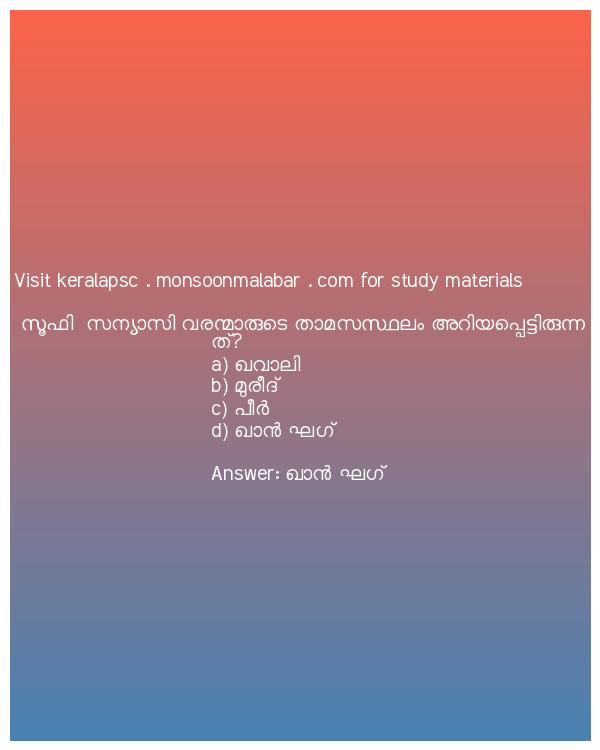 Visit keralapsc . monsoonmalabar . com for study materials
സൂഫി സന്യാസി വരന്മാരുടെ താമസസ്ഥലം അറിയപ്പെട്ടിരുന്ന
ത്?
a) ഖവാലി
b) മുരീദ്
c) പീർ
d) ഖാൻ ഘഗ്
Answer: ഖാൻ ഘഗ്